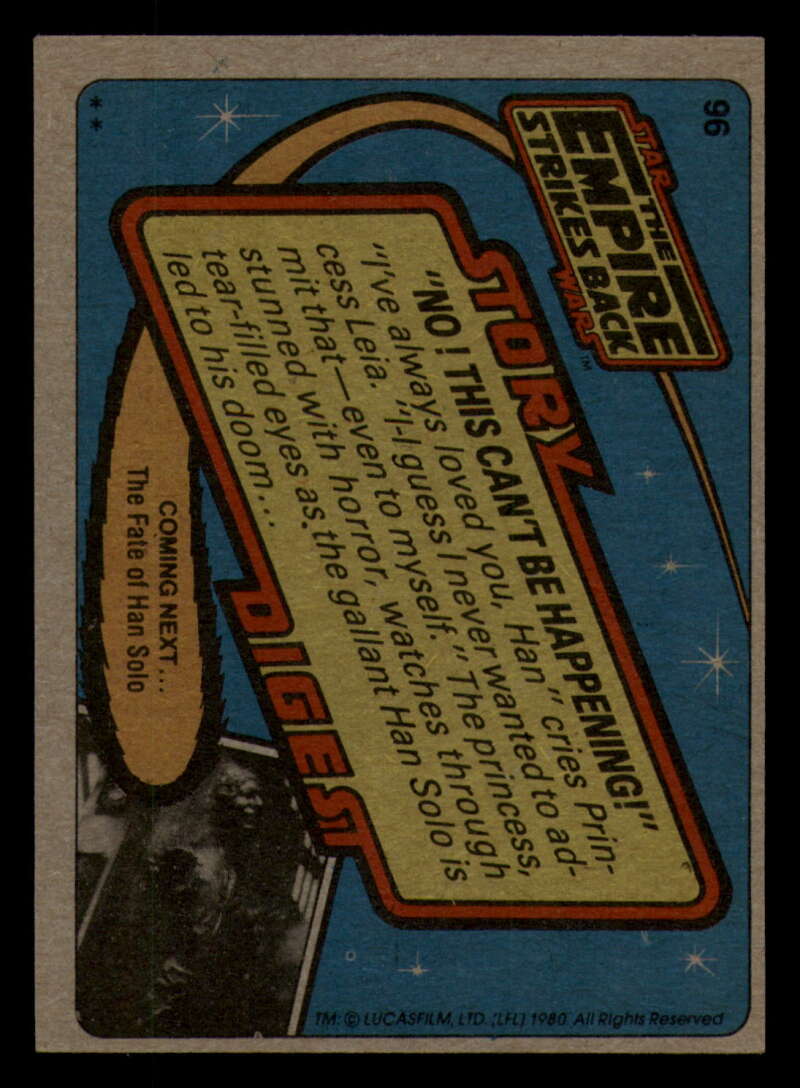 96
STAR
THE
EMPIRE
STRIKES BACK
WARS™
STORY
"NO! THIS CAN'T BE HAPPENING!"
"I've always loved you, Han" cries Prin-
cess Leia. "I-I guess I never wanted to ad-
mit that—even to myself." The princess,
stunned with horror, watches through
tear-filled eyes as the gallant Han Solo is
led to his doom...
DIGEST
COMING NEXT...
The Fate of Han Solo
**
TM: © LUCASFILM, LTD. (LFL) 1980. All Rights Reserved